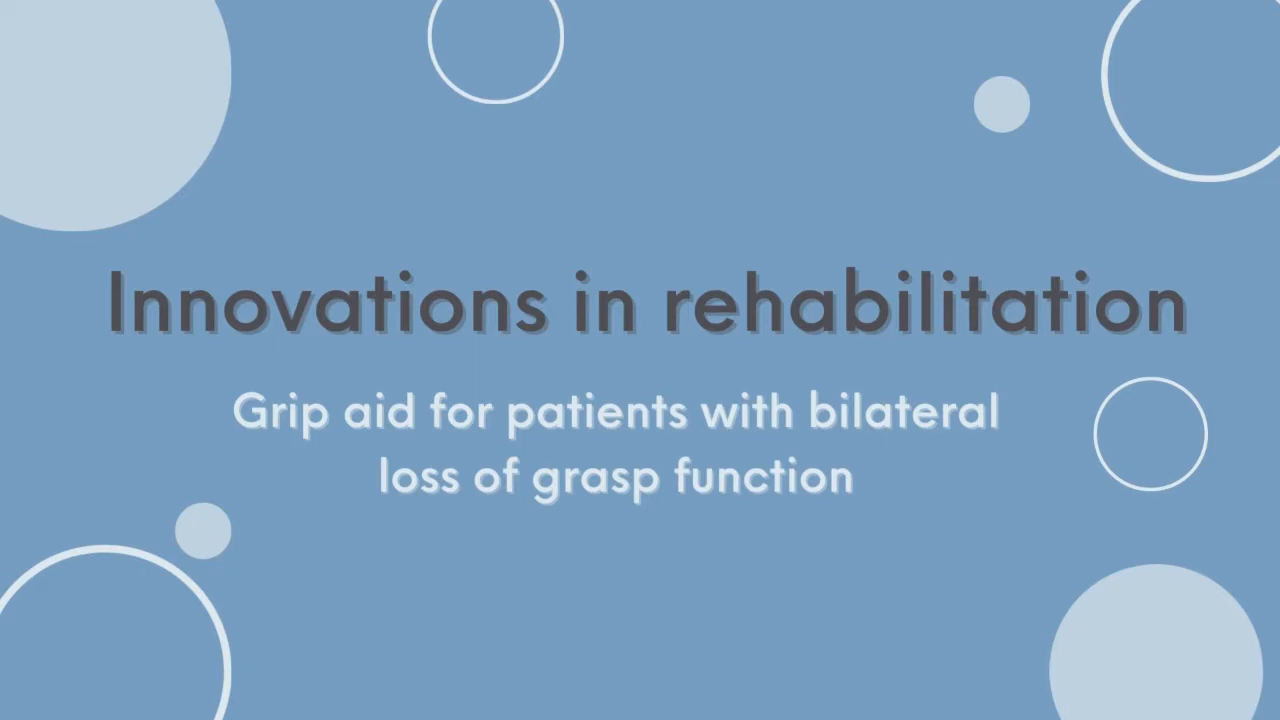 Innovations in rehabilitation
Grip aid for patients with bilateral
loss of grasp function